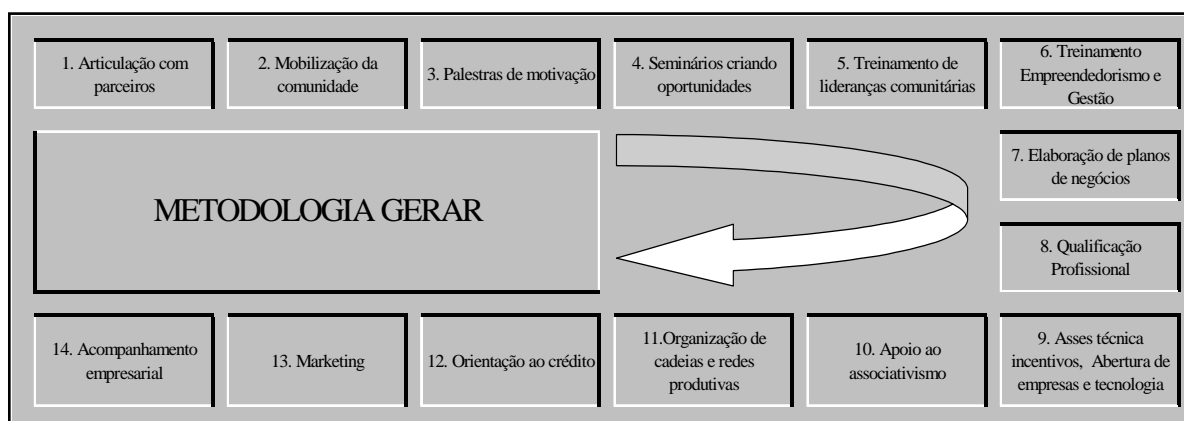 1. Articulação com
parceiros
2. Mobilização da
comunidade
3. Palestras de motivação
4. Seminários criando
oportunidades
5. Treinamento de
lideranças comunitárias
6. Treinamento
Empreendedorismo e
Gestão
METODOLOGIA GERAR
7. Elaboração de planos
de negócios
8. Qualificação
Profissional
9. Asses técnica
incentivos, Abertura de
empresas e tecnologia
10. Apoio ao
associativismo
11.Organização de
cadeias e redes
produtivas
12. Orientação ao crédito
13. Marketing
14. Acompanhamento
empresarial